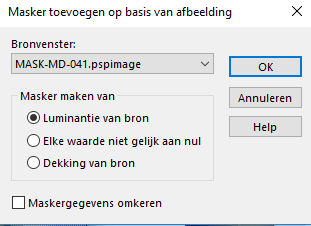 Masker toevoegen op basis van afbeelding
Bronvenster:
MASK-MD-041.pspimage
OK
Annuleren
Help
Masker maken van
Luminantie van bron
Elke waarde niet gelijk aan nul
Dekking van bron
Maskergegevens omkeren